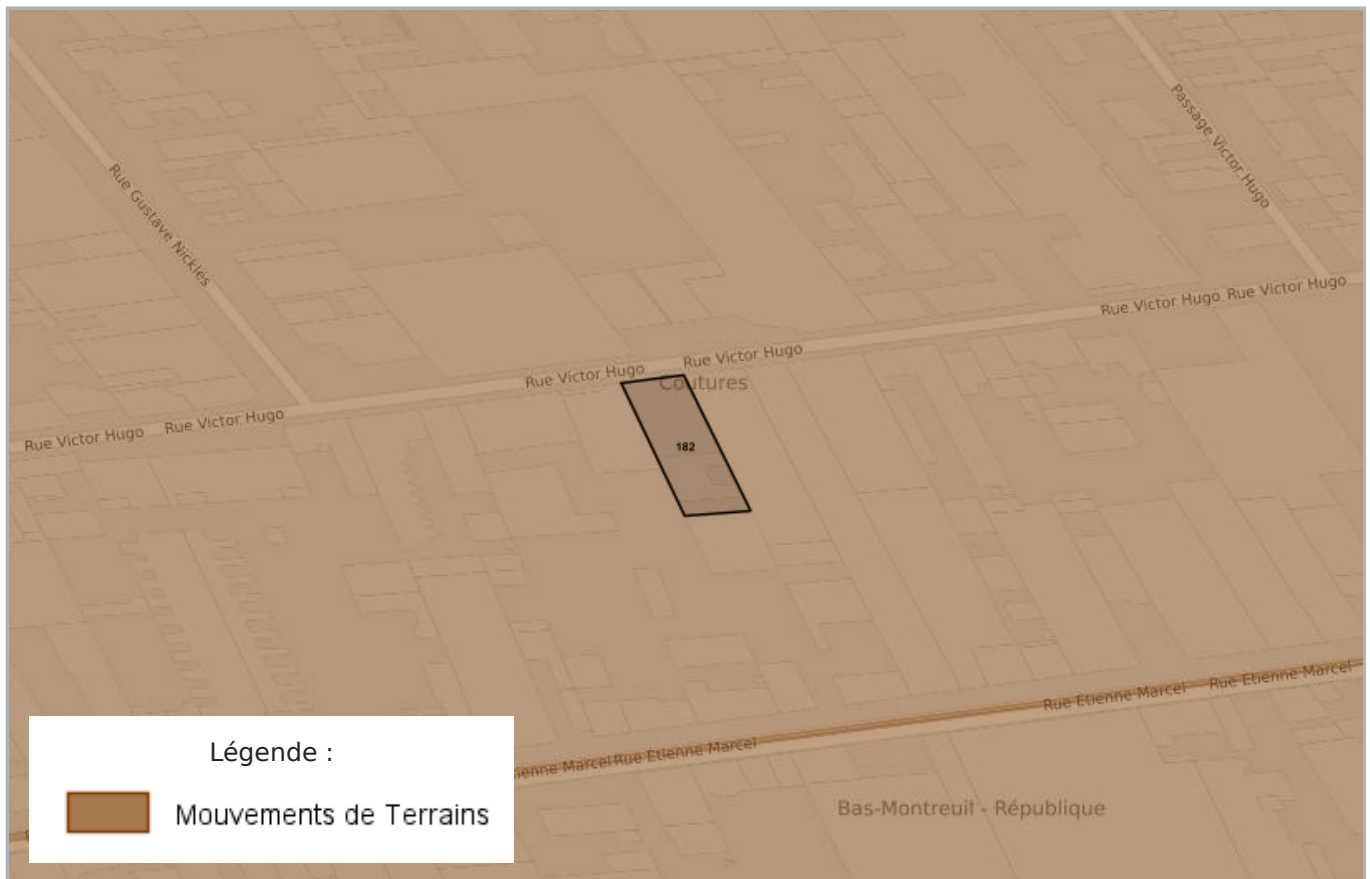 Passage Victor Hugo
Rue Gustave Nickles
Rue Victor Hugo
Rue Victor Hugo
Rue Victor Hugo
Coutures
Rue Victor Hugo
Rue Victor Hugo
Rue Victor Hugo
182
Rue Etienne Marcel
Rue Etienne Marcel
Rue Etienne Marcel
Etienne Marcel
Bas-Montreuil - République
Légende :
Mouvements de Terrains